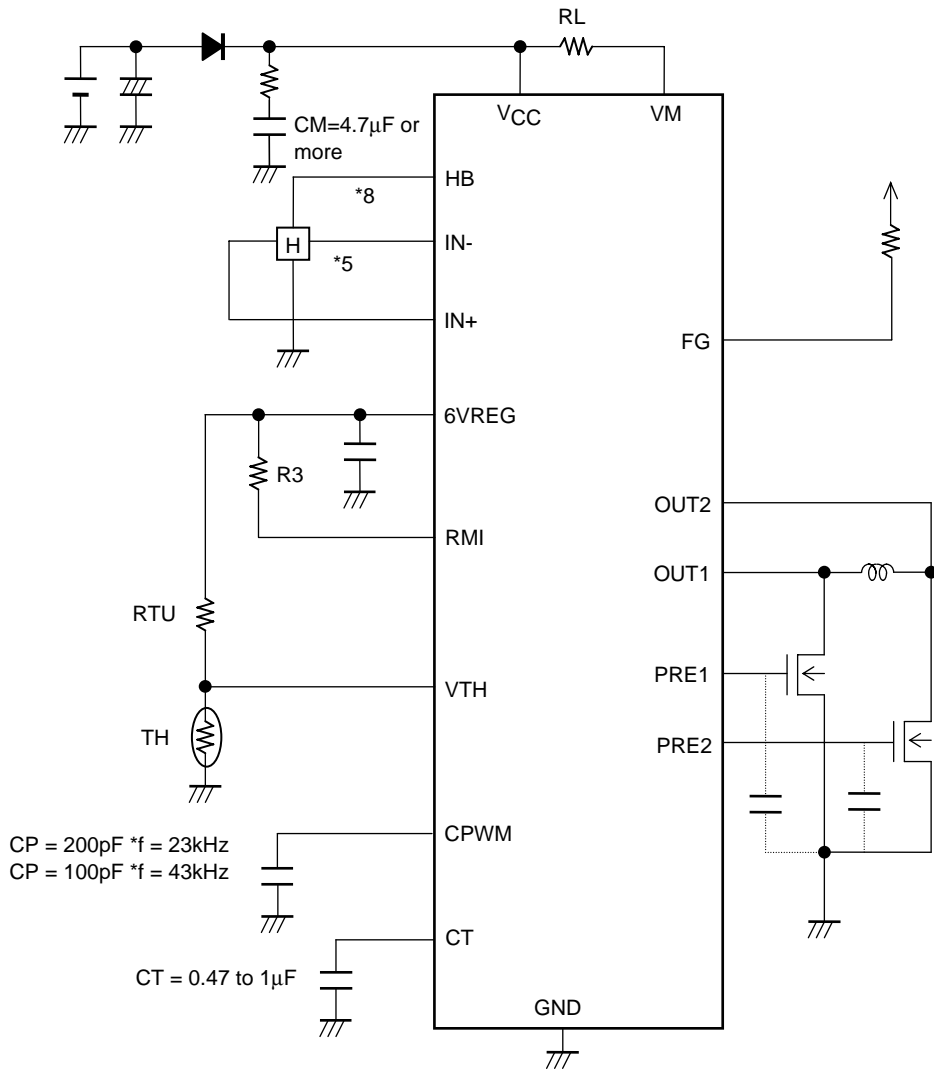 RL
VCC
VM
CM=4.7µF or
more
HB
*8
H
IN-
*5
IN+
FG
6VREG
R3
OUT2
RMI
OUT1
RTU
PRE1
VTH
TH
PRE2
CPWM
CP = 200pF *f = 23kHz
CP = 100pF *f = 43kHz
CT
CT = 0.47 to 1µF
GND